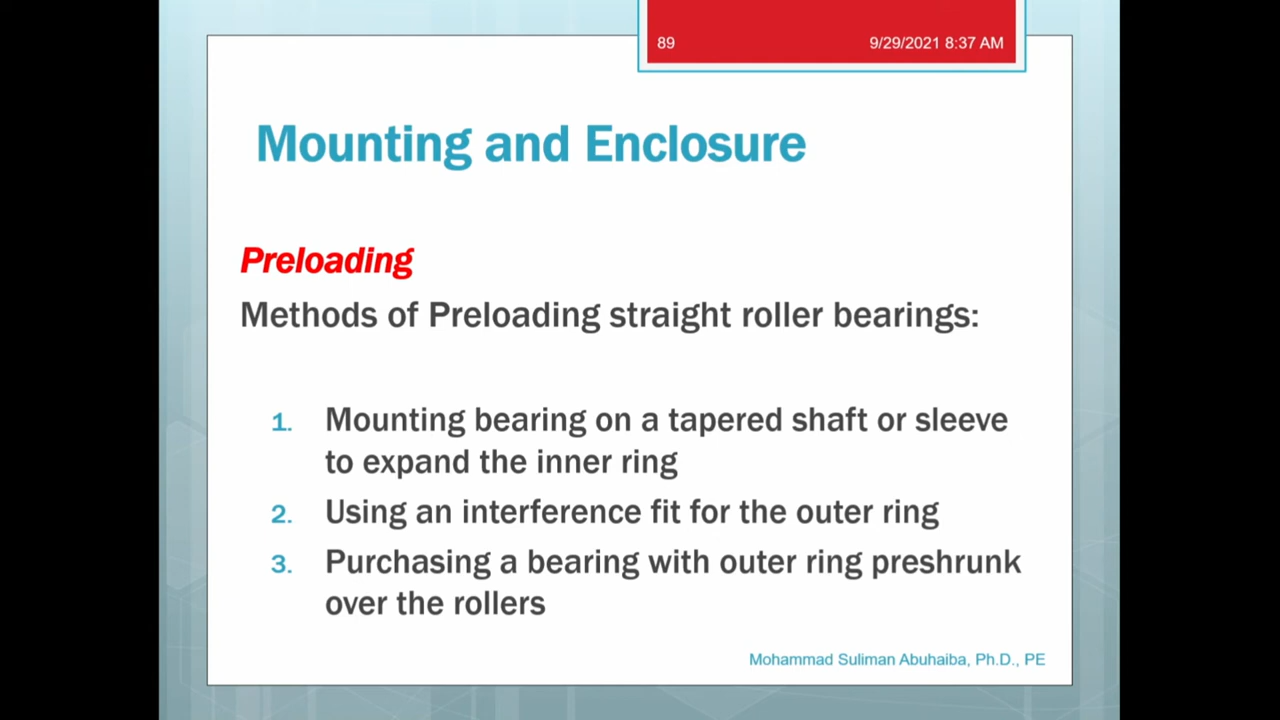 89 9/29/2021 8:37 AM
Mounting and Enclosure
Preloading
Methods of Preloading straight roller bearings:
1. Mounting bearing on a tapered shaft or sleeve
to expand the inner ring
2. Using an interference fit for the outer ring
3. Purchasing a bearing with outer ring preshrunk
over the rollers
Mohammad Suliman Abuhaiba, Ph.D., PE